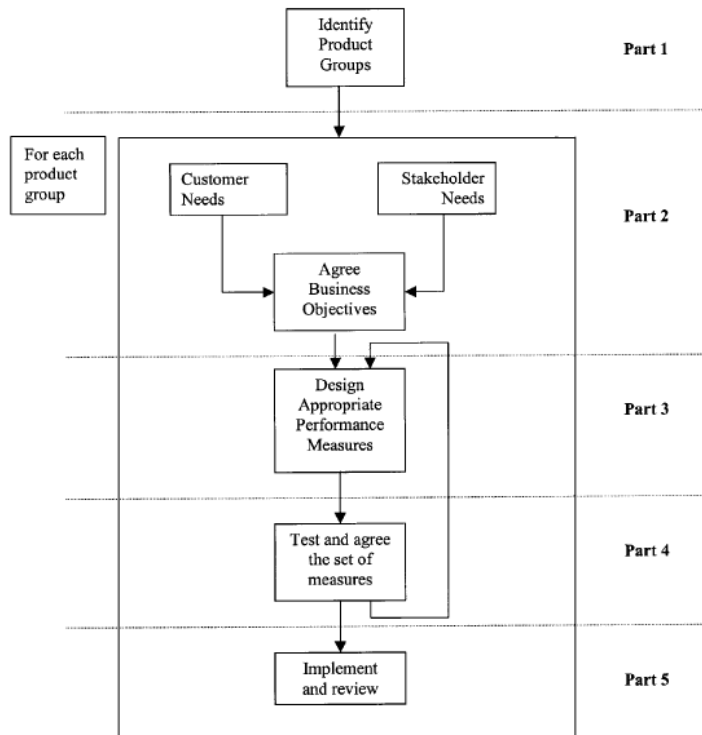 Identify
Product
Groups
Part 1
For each
product
group
Customer
Needs
Stakeholder
Needs
Part 2
Agree
Business
Objectives
Design
Appropriate
Performance
Measures
Part 3
Test and agree
the set of
measures
Part 4
Implement
and review
Part 5